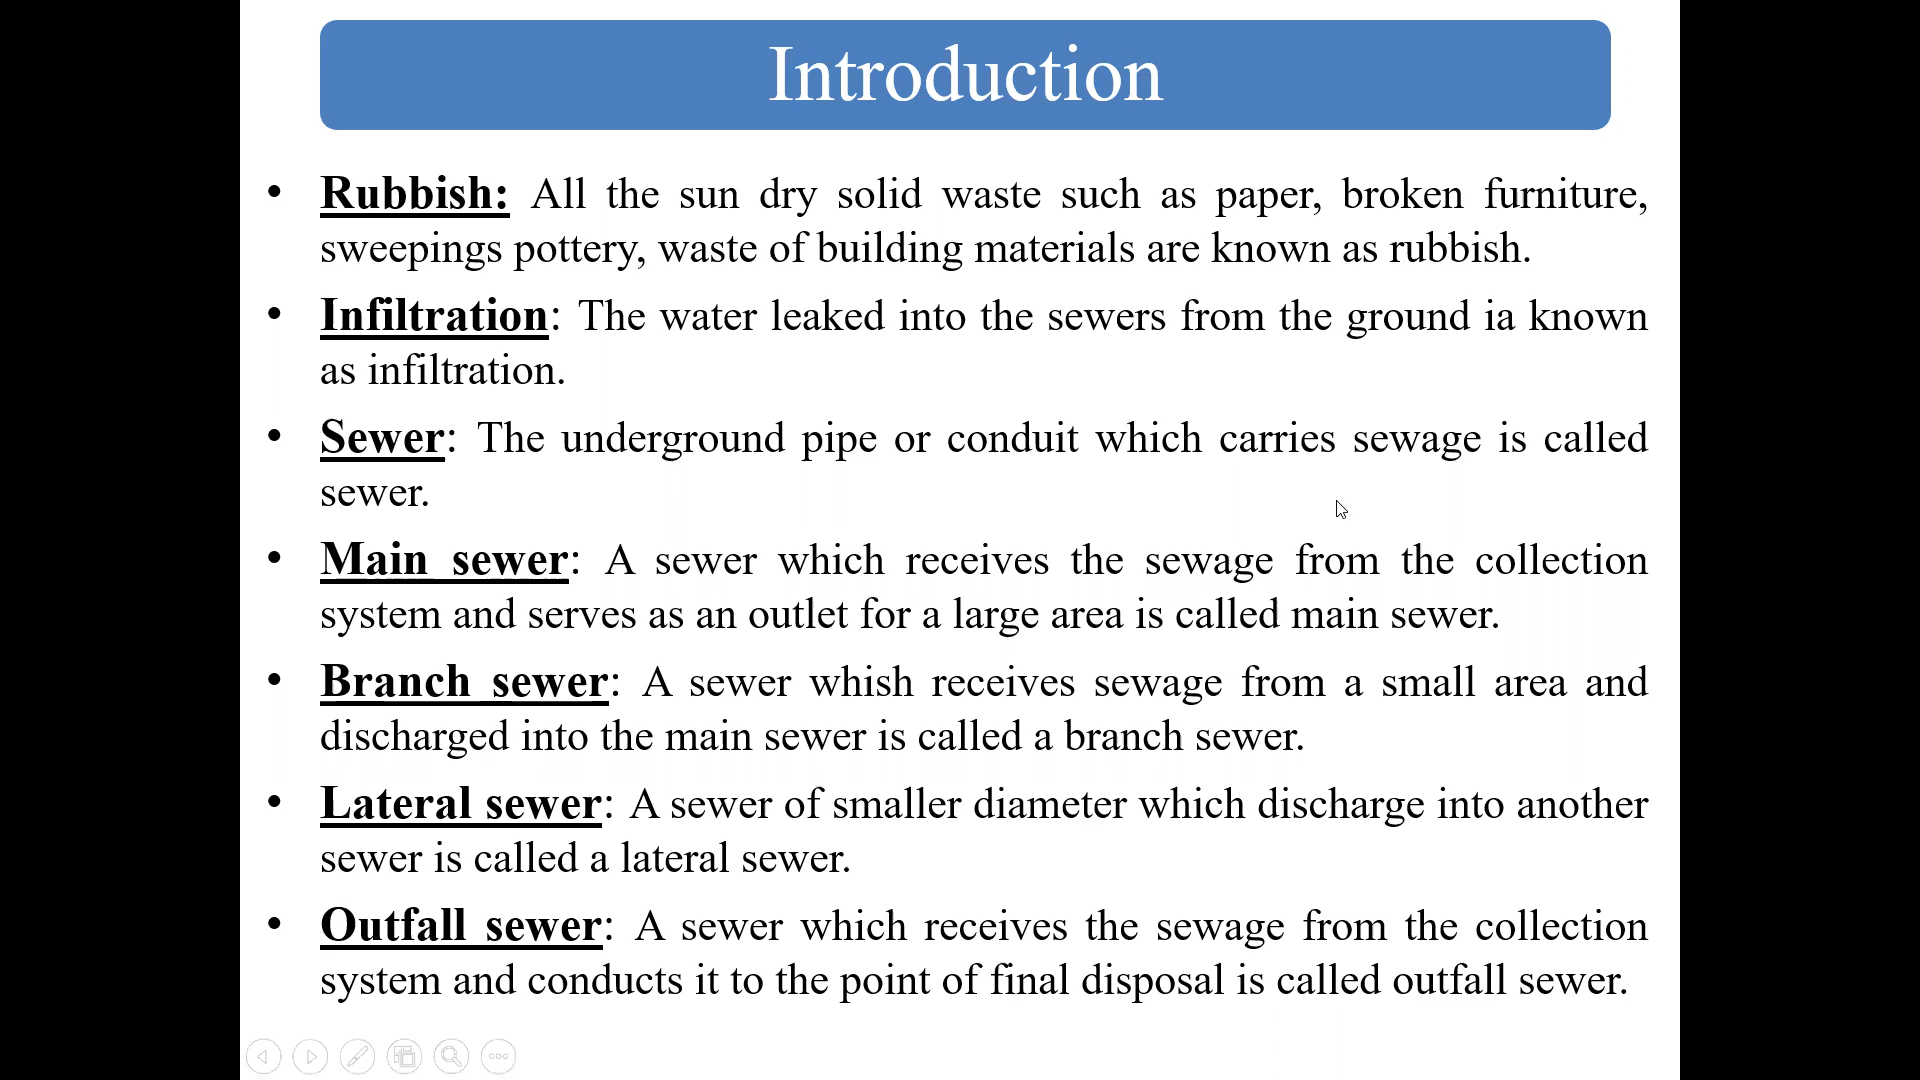 Introduction
• Rubbish: All the sun dry solid waste such as paper, broken furniture,
sweepings pottery, waste of building materials are known as rubbish.
• Infiltration: The water leaked into the sewers from the ground ia known
as infiltration.
• Sewer: The underground pipe or conduit which carries sewage is called
sewer.
• Main sewer: A sewer which receives the sewage from the collection
system and serves as an outlet for a large area is called main sewer.
• Branch sewer: A sewer whish receives sewage from a small area and
discharged into the main sewer is called a branch sewer.
• Lateral sewer: A sewer of smaller diameter which discharge into another
sewer is called a lateral sewer.
• Outfall sewer: A sewer which receives the sewage from the collection
system and conducts it to the point of final disposal is called outfall sewer.